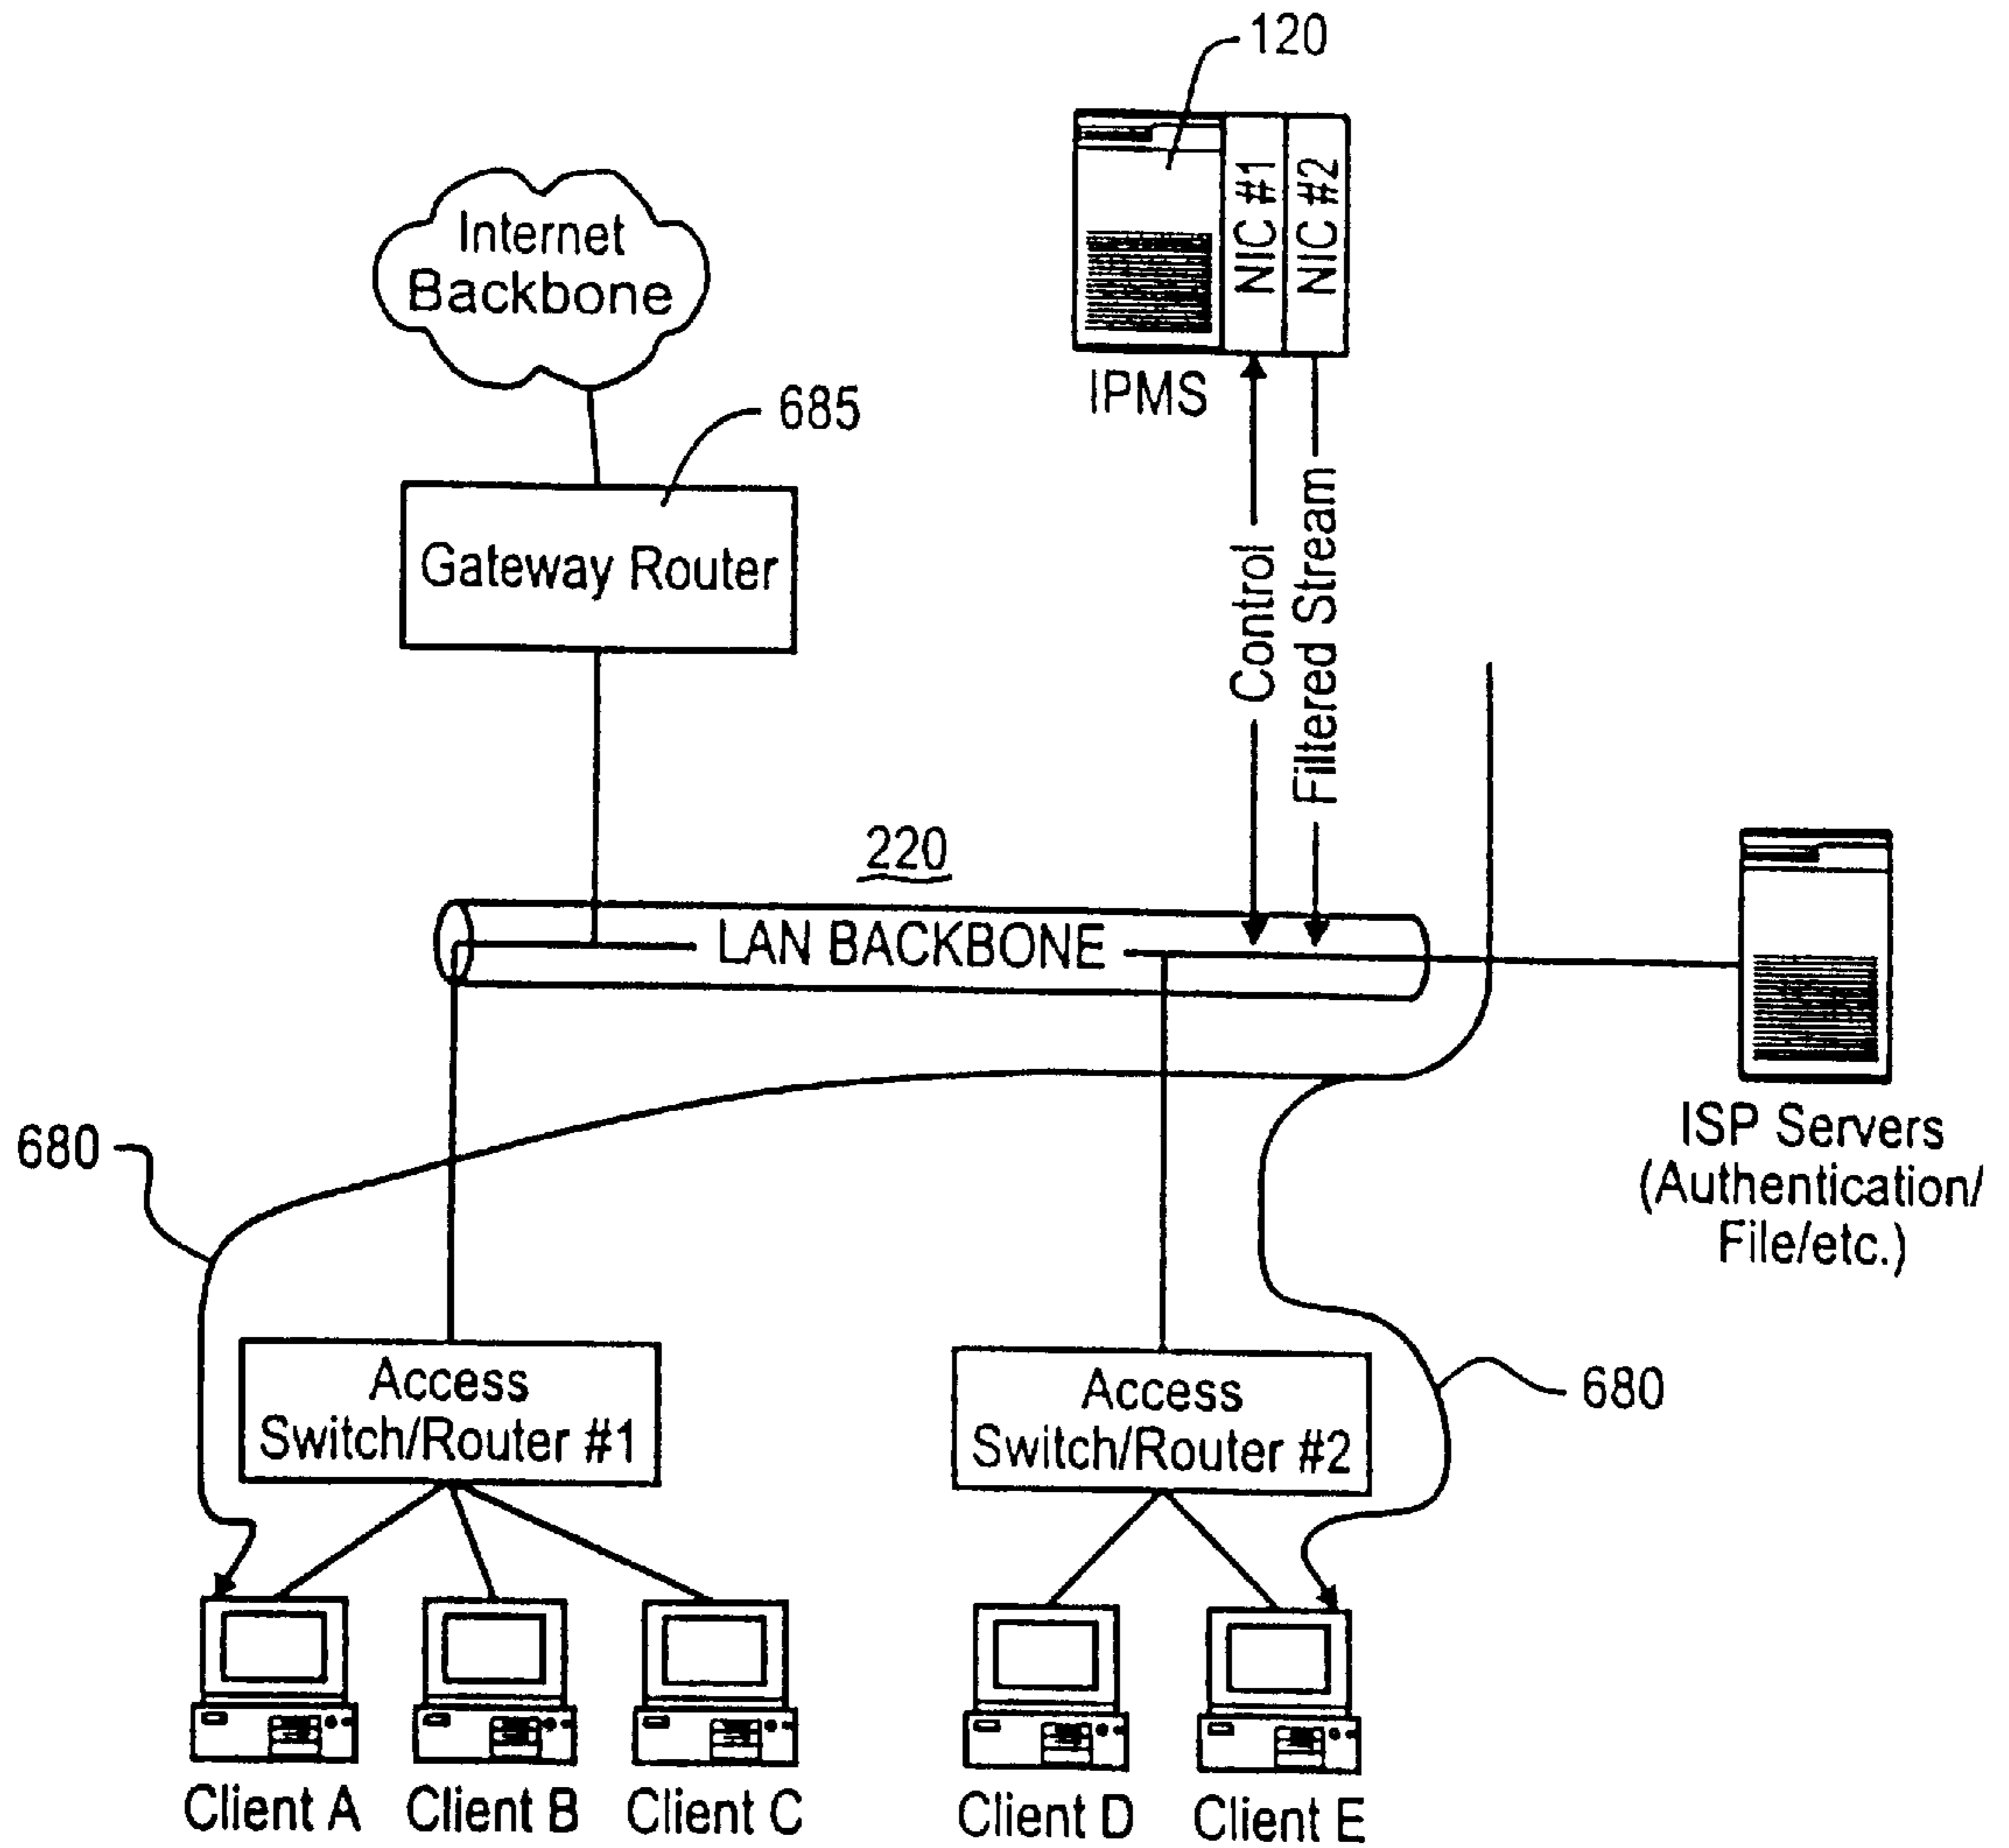 120
NIC #1
NIC #2
IPMS
Internet
Backbone
685
Gateway Router
Control
Filtered Stream
220
LAN BACKBONE
ISP Servers
(Authentication/
File/etc.)
680
Access
Switch/Router #1
Access
Switch/Router #2
680
Client A
Client B
Client C
Client D
Client E